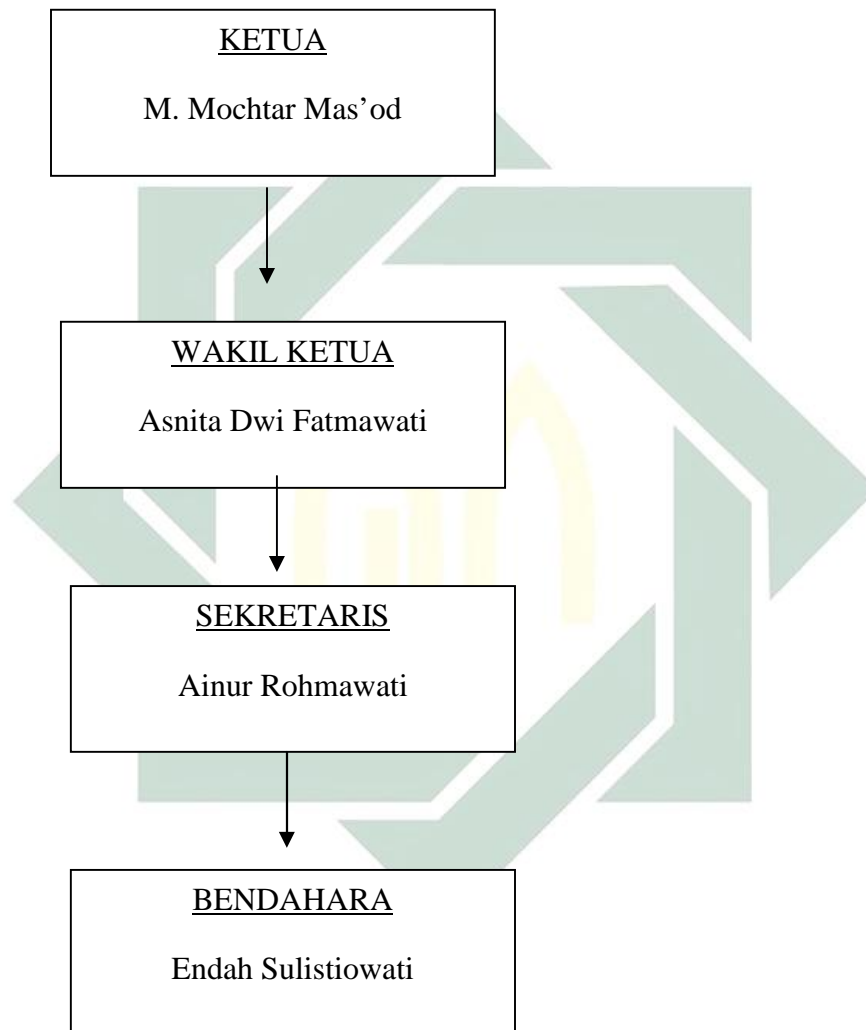 KETUA
M. Mochtar Mas’od
WAKIL KETUA
Asnita Dwi Fatmawati
SEKRETARIS
Ainur Rohmawati
BENDAHARA
Endah Sulistiowati